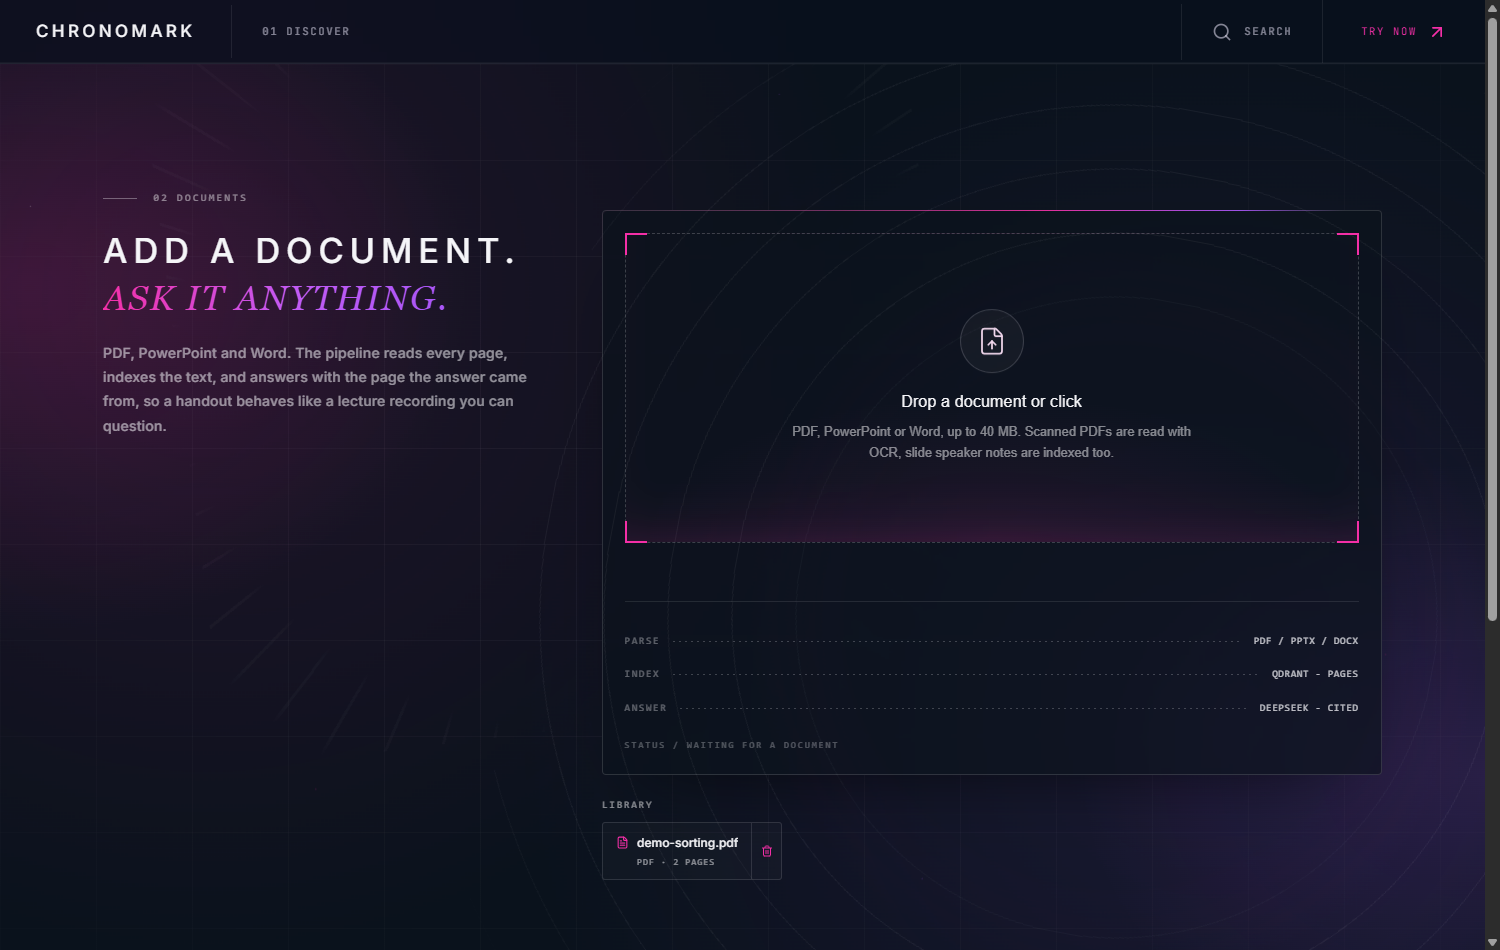 CHRONOMARK
01 DISCOVER
SEARCH
TRY NOW
02 DOCUMENTS
ADD A DOCUMENT.
ASK IT ANYTHING.
PDF, PowerPoint and Word. The pipeline reads every page,
indexes the text, and answers with the page the answer came
from, so a handout behaves like a lecture recording you can
question.
Drop a document or click
PDF, PowerPoint or Word, up to 40 MB. Scanned PDFs are read with
OCR, slide speaker notes are indexed too.
PARSE PDF / PPTX / DOCX
INDEX QDRANT - PAGES
ANSWER DEEPSEEK - CITED
STATUS / WAITING FOR A DOCUMENT
LIBRARY
demo-sorting.pdf
PDF · 2 PAGES